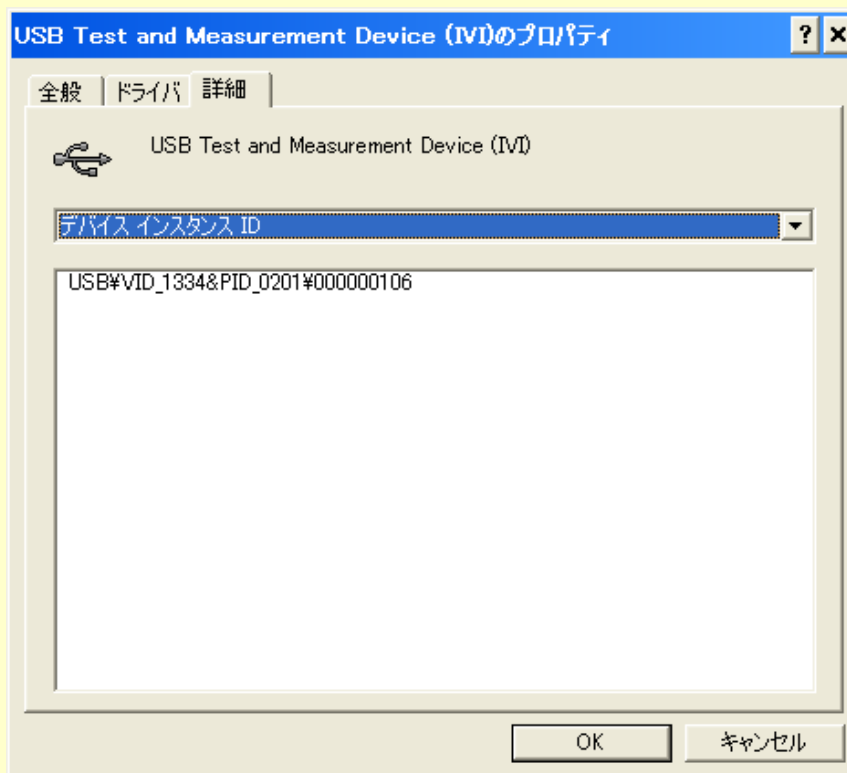 USB Test and Measurement Device (IVI)のプロパティ
全般 ドライバ 詳細
USB Test and Measurement Device (IVI)
デバイス インスタンス ID
USB¥VID_1334&PID_0201¥000000106
OK キャンセル